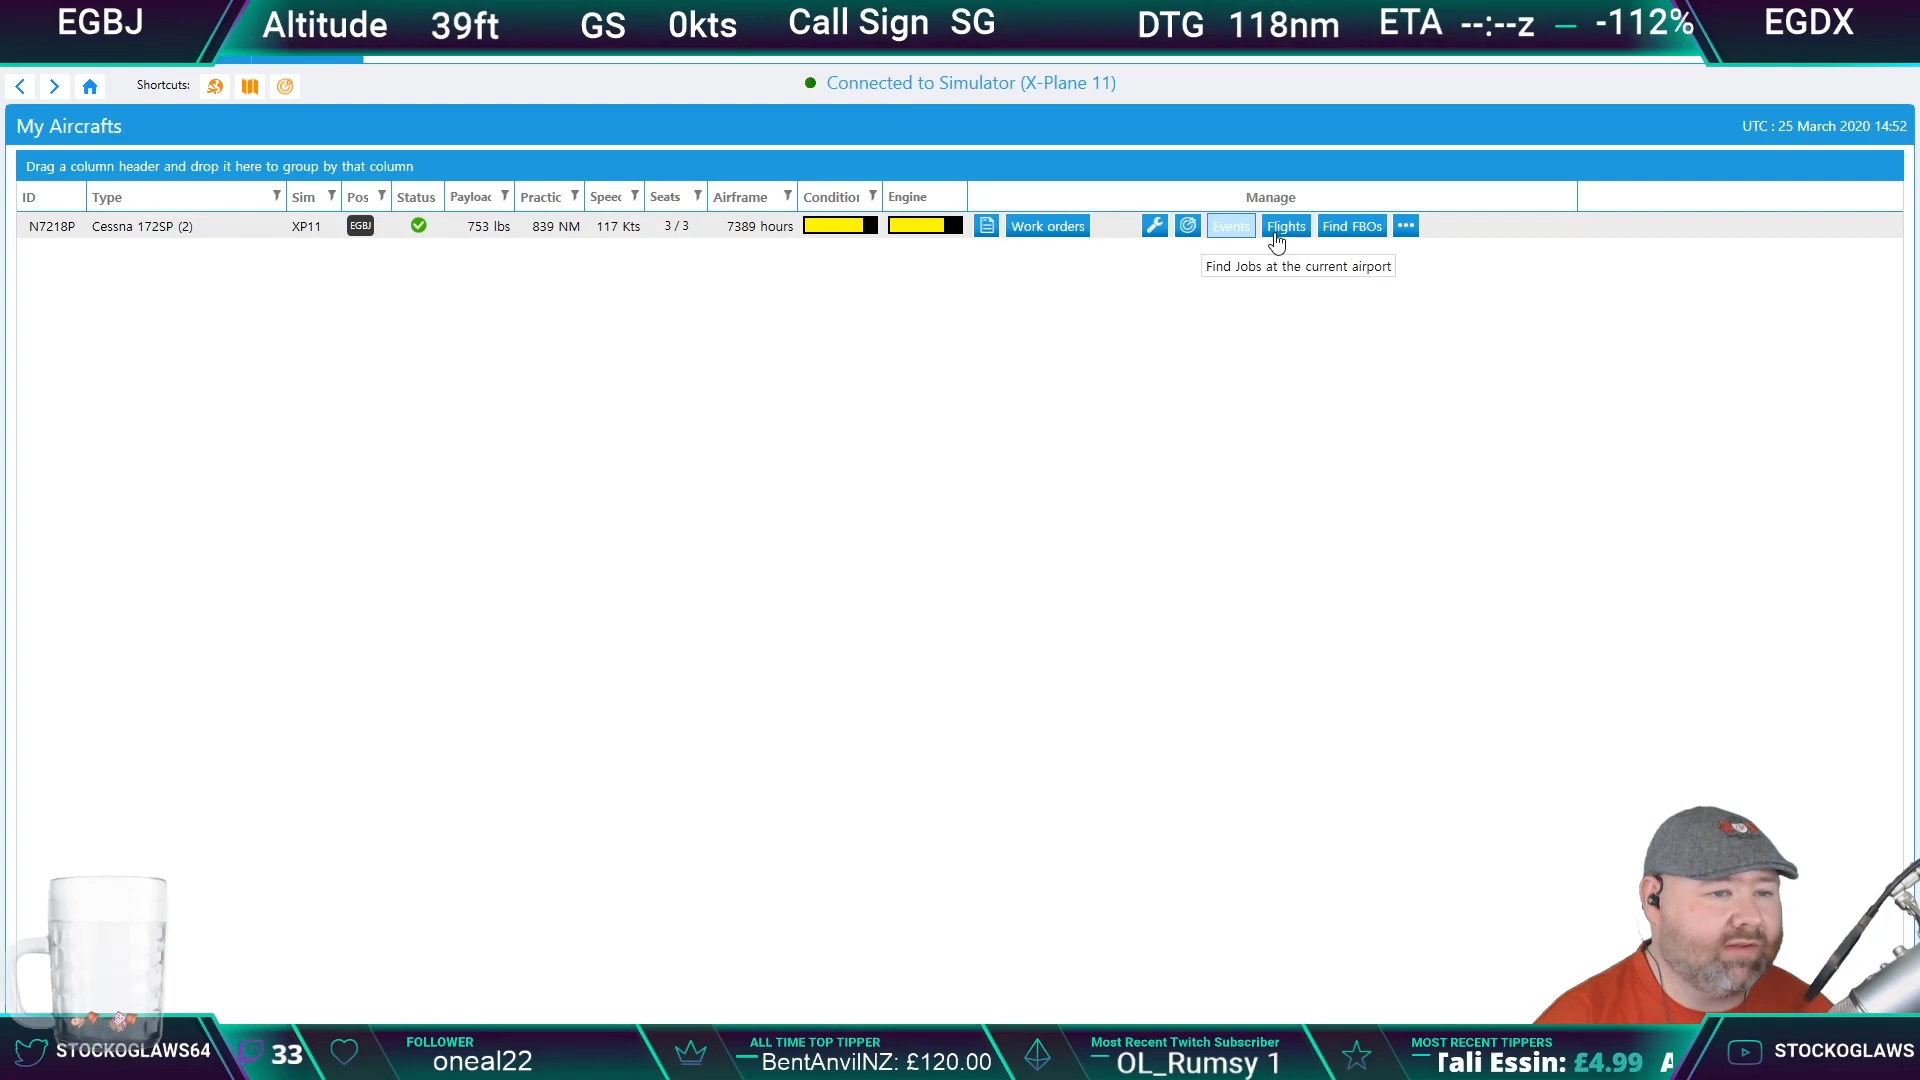 EGBJ
Altitude 39ft GS 0kts Call Sign SG DTG 118nm ETA --:--z — -112%
EGDX
Shortcuts:
Connected to Simulator (X-Plane 11)
My Aircrafts
UTC : 25 March 2020 14:52
Drag a column header and drop it here to group by that column
ID Type Sim Pos Status Payloac Practic Speec Seats Airframe Condition Engine Manage
N7218P Cessna 172SP (2) XP11 EGBJ 753 lbs 839 NM 117 Kts 3 / 3 7389 hours Work orders Events Flights Find FBOs
Find Jobs at the current airport
STOCKOGLAWS64
33
FOLLOWER
oneal22
ALL TIME TOP TIPPER
BentAnvilNZ: £120.00
Most Recent Twitch Subscriber
OL_Rumsy 1
MOST RECENT TIPPERS
Tali Essin: £4.99 A
STOCKOGLAWS